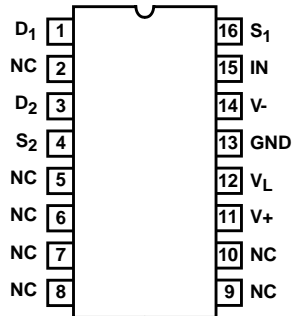 D1 1 16 S1
NC 2 15 IN
D2 3 14 V-
S2 4 13 GND
NC 5 12 VL
NC 6 11 V+
NC 7 10 NC
NC 8 9 NC